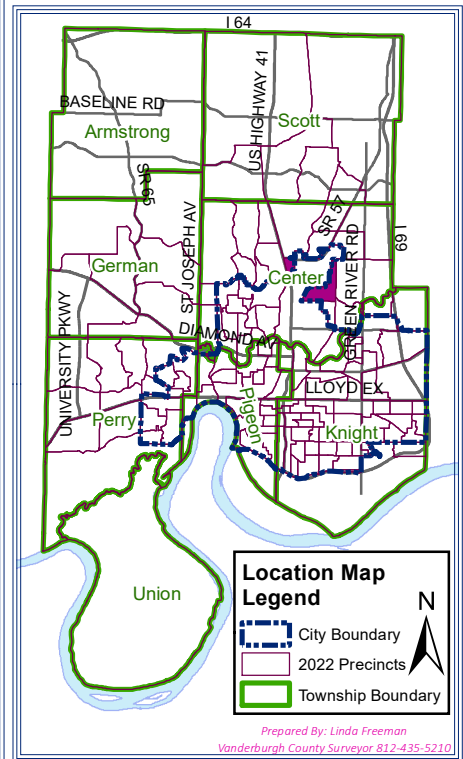 I 64
US HIGHWAY 41
BASELINE RD
Scott
Armstrong
SR 65
ST JOSEPH AV
SR 57
GREEN RIVER RD
I 69
German
Center
UNIVERSITY PKWY
DIAMOND AV
LLOYD EX
Perry
Pigeon
Knight
Union
Location Map
Legend
N
City Boundary
2022 Precincts
Township Boundary
Prepared By: Linda Freeman
Vanderburgh County Surveyor 812-435-5210